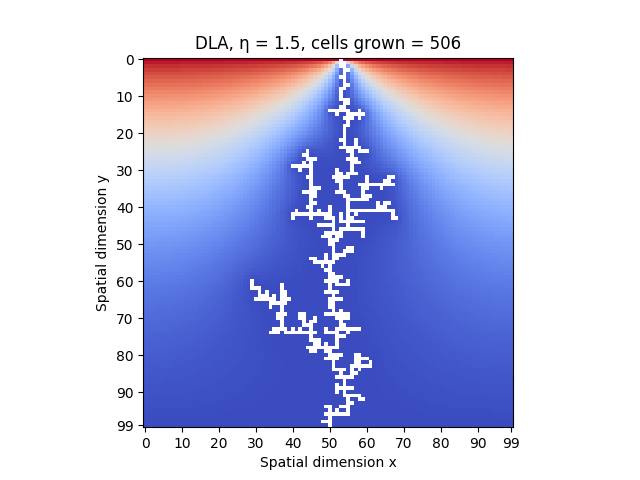 DLA, η = 1.5, cells grown = 506
Spatial dimension y
0
10
20
30
40
50
60
70
80
90
99
0 10 20 30 40 50 60 70 80 90 99
Spatial dimension x